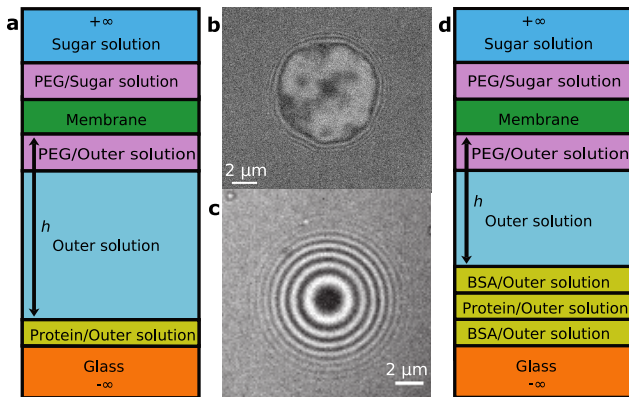 a
+∞
Sugar solution
PEG/Sugar solution
Membrane
PEG/Outer solution
h
Outer solution
Protein/Outer solution
Glass
-∞
b
2 μm
c
2 μm
d
+∞
Sugar solution
PEG/Sugar solution
Membrane
PEG/Outer solution
h
Outer solution
BSA/Outer solution
Protein/Outer solution
BSA/Outer solution
Glass
-∞